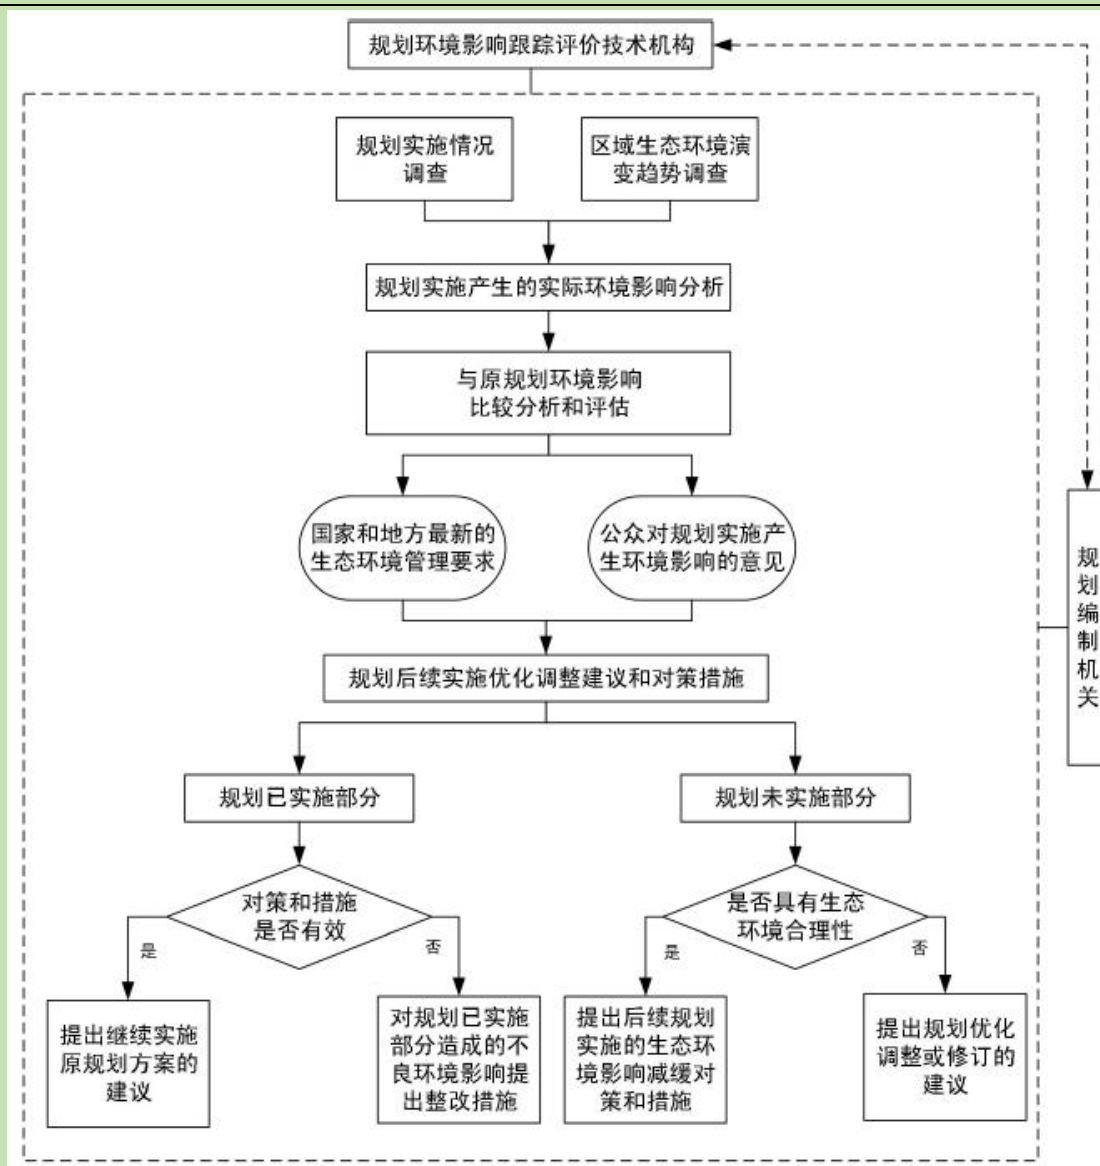 规划环境影响跟踪评价技术机构
规划实施情况
调查
区域生态环境演
变趋势调查
规划实施产生的实际环境影响分析
与原规划环境影响
比较分析和评估
国家和地方最新的
生态环境管理要求
公众对规划实施产
生环境影响的意见
规
划
编
制
机
关
规划后续实施优化调整建议和对策措施
规划已实施部分
规划未实施部分
对策和措施
是否有效
是否具有生态
环境合理性
是
否
是
否
提出继续实施
原规划方案的
建议
对规划已实施
部分造成的不
良环境影响提
出整改措施
提出后续规划
实施的生态环
境影响减缓对
策和措施
提出规划优化
调整或修订的
建议